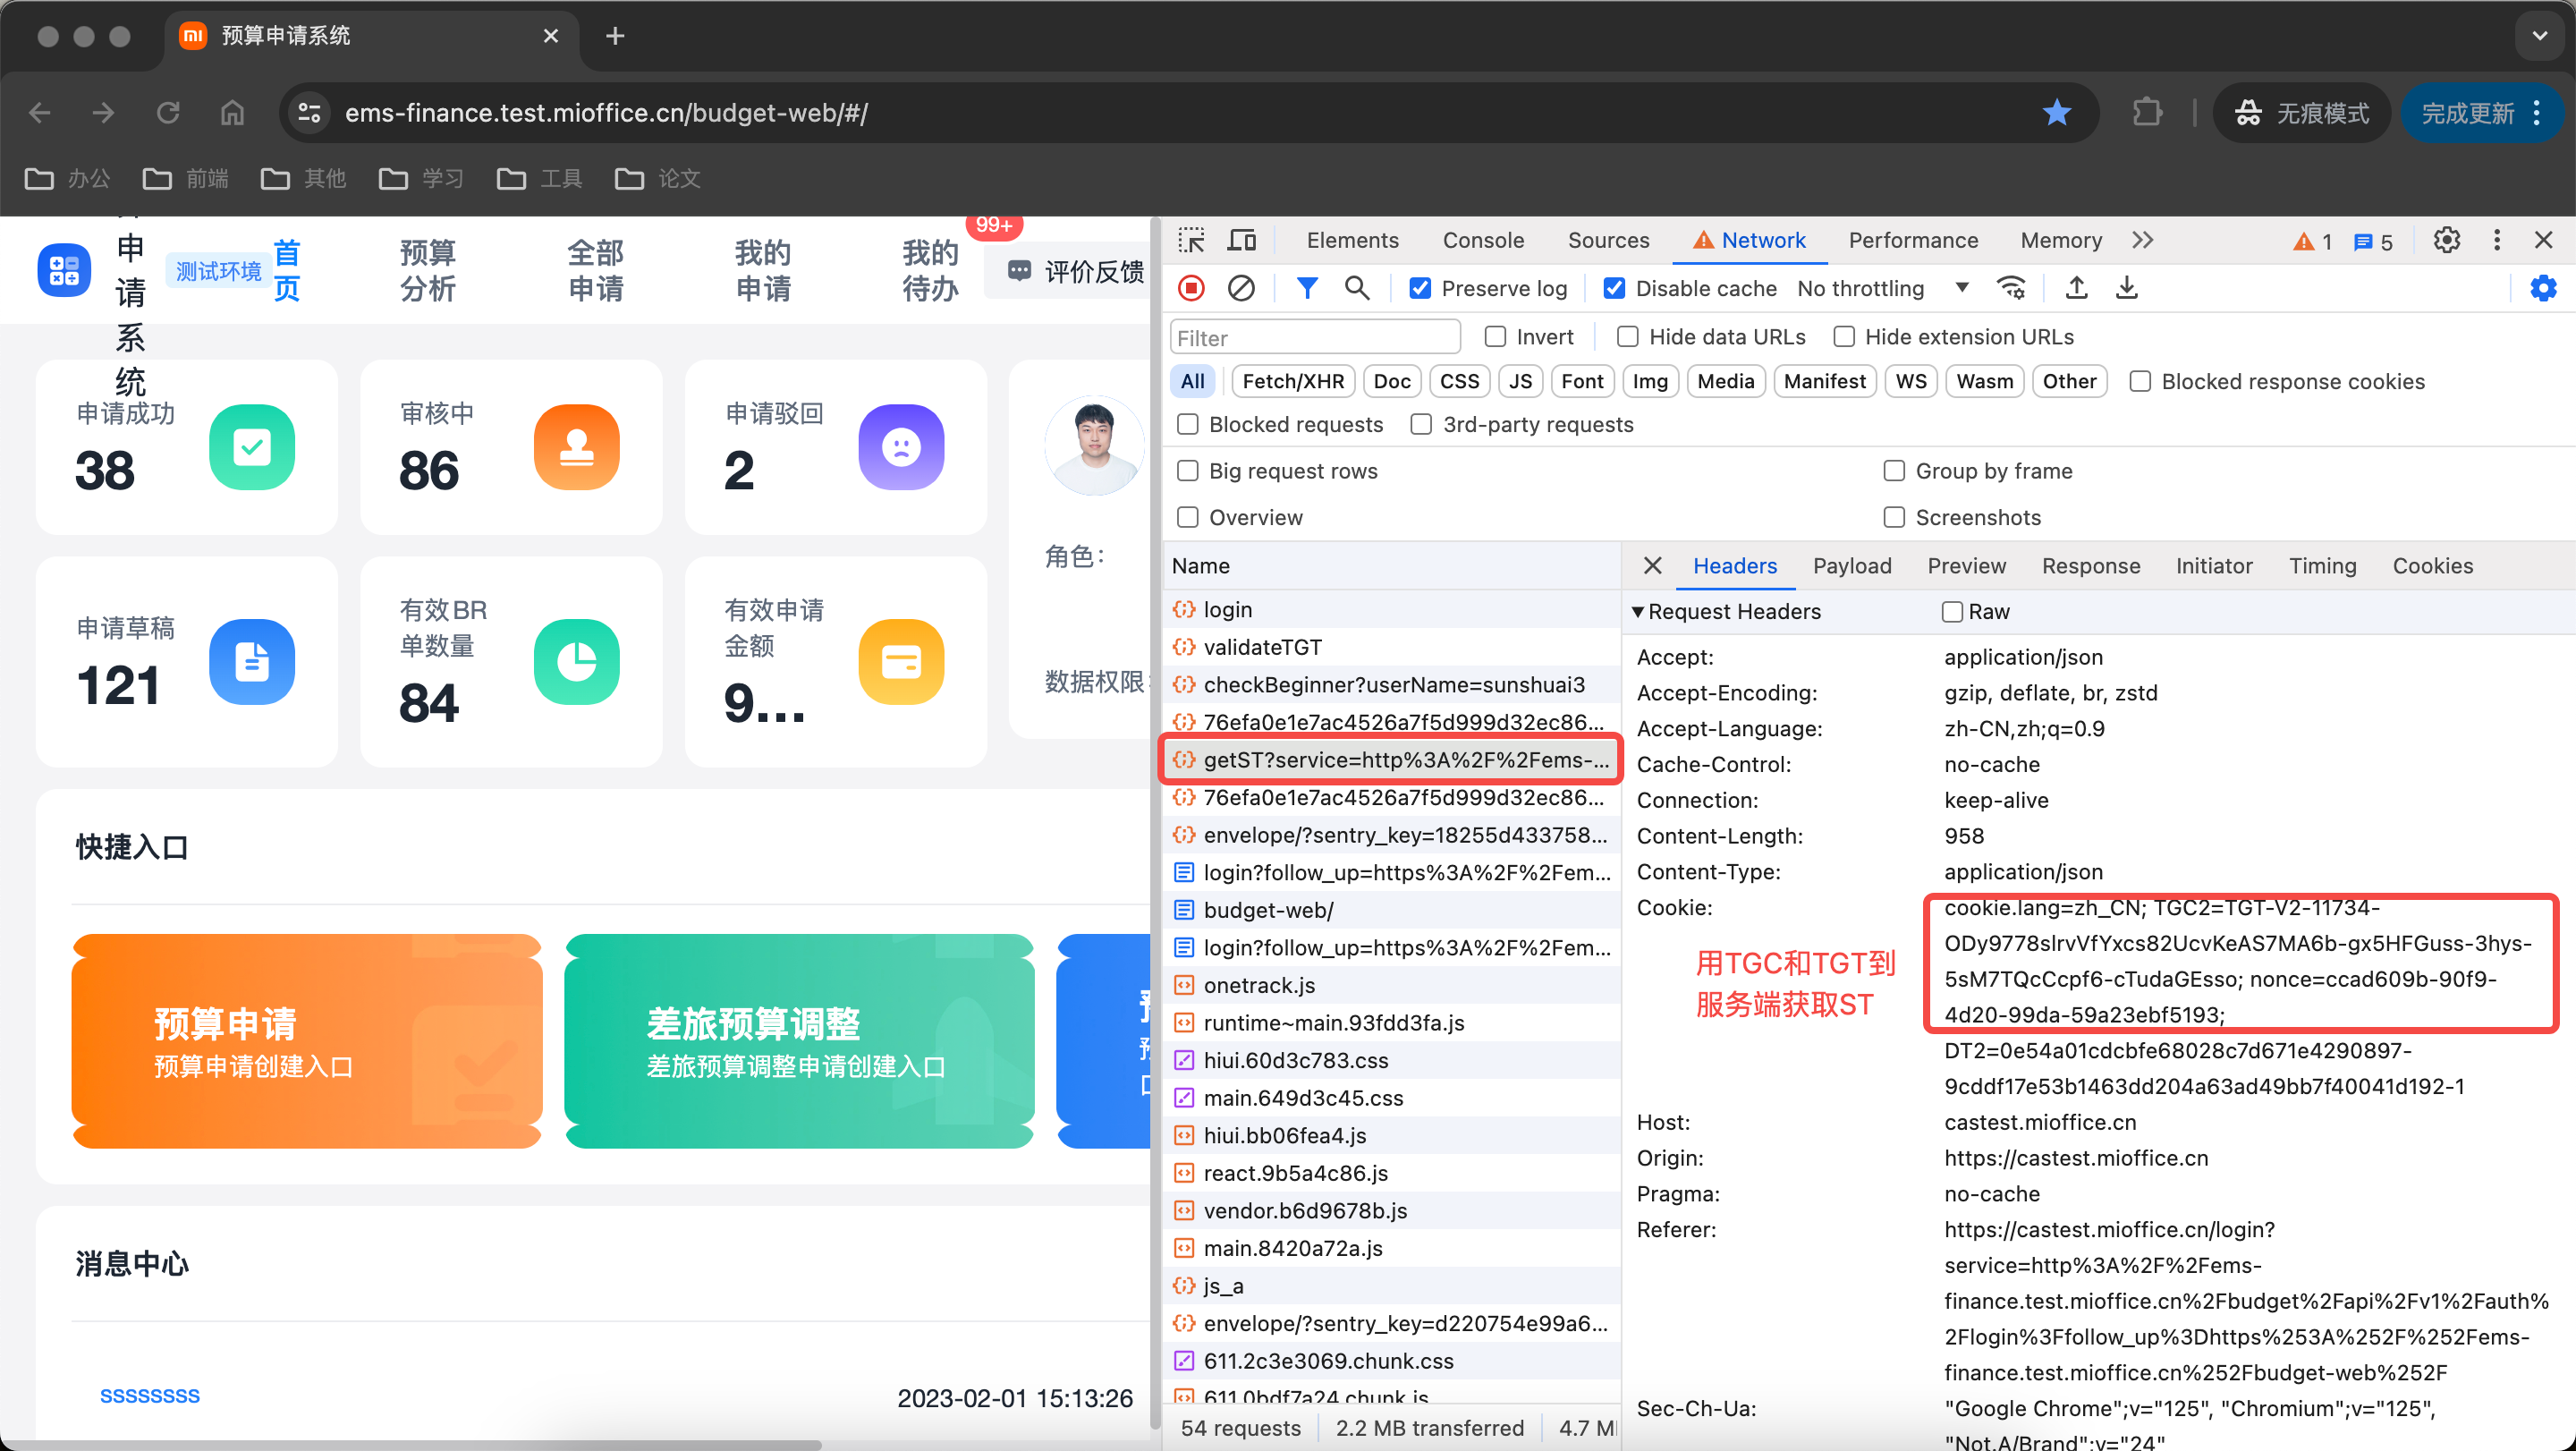 预算申请系统
ems-finance.test.mioffice.cn/budget-web/#/
无痕模式
完成更新
办公
前端
其他
学习
工具
论文
申
请
系
统
测试环境
首
页
预算
分析
全部
申请
我的
申请
我的
待办
99+
评价反馈
申请成功
38
审核中
86
申请驳回
2
角色：
数据权限：
申请草稿
121
有效BR
单数量
84
有效申请
金额
9...
快捷入口
预算申请
预算申请创建入口
差旅预算调整
差旅预算调整申请创建入口
消息中心
ssssssss
2023-02-01 15:13:26
Elements
Console
Sources
Network
Performance
Memory
1
5
Preserve log
Disable cache
No throttling
Filter
Invert
Hide data URLs
Hide extension URLs
All
Fetch/XHR
Doc
CSS
JS
Font
Img
Media
Manifest
WS
Wasm
Other
Blocked response cookies
Blocked requests
3rd-party requests
Big request rows
Group by frame
Overview
Screenshots
Name
login
validateTGT
checkBeginner?userName=sunshuai3
76efa0e1e7ac4526a7f5d999d32ec86...
getST?service=http%3A%2F%2Fems-...
76efa0e1e7ac4526a7f5d999d32ec86...
envelope/?sentry_key=18255d433758...
login?follow_up=https%3A%2F%2Fem...
budget-web/
login?follow_up=https%3A%2F%2Fem...
onetrack.js
runtime~main.93fdd3fa.js
hiui.60d3c783.css
main.649d3c45.css
hiui.bb06fea4.js
react.9b5a4c86.js
vendor.b6d9678b.js
main.8420a72a.js
js_a
envelope/?sentry_key=d220754e99a6...
611.2c3e3069.chunk.css
611.0bdf7a24.chunk.js
54 requests
2.2 MB transferred
4.7 M
Headers
Payload
Preview
Response
Initiator
Timing
Cookies
Request Headers
Raw
Accept: application/json
Accept-Encoding: gzip, deflate, br, zstd
Accept-Language: zh-CN,zh;q=0.9
Cache-Control: no-cache
Connection: keep-alive
Content-Length: 958
Content-Type: application/json
Cookie: cookie.lang=zh_CN; TGC2=TGT-V2-11734-
ODy9778slrvVfYxcs82UcvKeAS7MA6b-gx5HFGuss-3hys-
5sM7TQcCcpf6-cTudaGEsso; nonce=ccad609b-90f9-
4d20-99da-59a23ebf5193;
DT2=0e54a01cdcbfe68028c7d671e4290897-
9cddf17e53b1463dd204a63ad49bb7f40041d192-1
用TGC和TGT到
服务端获取ST
Host: castest.mioffice.cn
Origin: https://castest.mioffice.cn
Pragma: no-cache
Referer: https://castest.mioffice.cn/login?
service=http%3A%2F%2Fems-
finance.test.mioffice.cn%2Fbudget%2Fapi%2Fv1%2Fauth%
2Flogin%3Ffollow_up%3Dhttps%253A%252F%252Fems-
finance.test.mioffice.cn%252Fbudget-web%252F
Sec-Ch-Ua: "Google Chrome";v="125", "Chromium";v="125",
"Not.A/Brand";v="24"